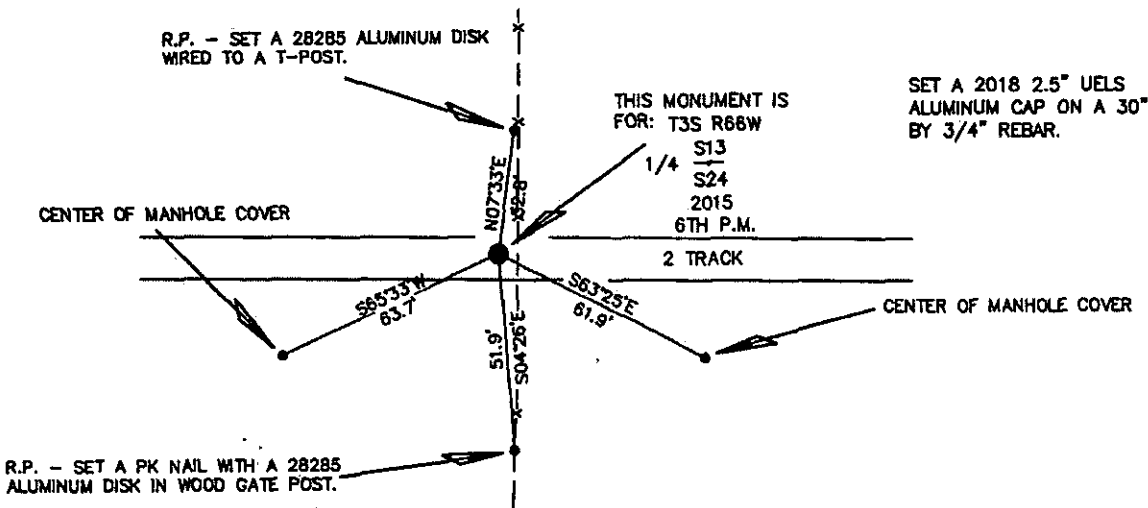 R.P. – SET A 28285 ALUMINUM DISK
WIRED TO A T-POST.
THIS MONUMENT IS
FOR: T3S R66W
1/4 S13
S24
2015
6TH P.M.
SET A 2018 2.5" UELS
ALUMINUM CAP ON A 30"
BY 3/4" REBAR.
N07°33'E
32.8'
CENTER OF MANHOLE COVER
2 TRACK
S65°33'W
63.7'
S63°25'E
61.9'
CENTER OF MANHOLE COVER
51.9'
S04°26'E
R.P. – SET A PK NAIL WITH A 28285
ALUMINUM DISK IN WOOD GATE POST.